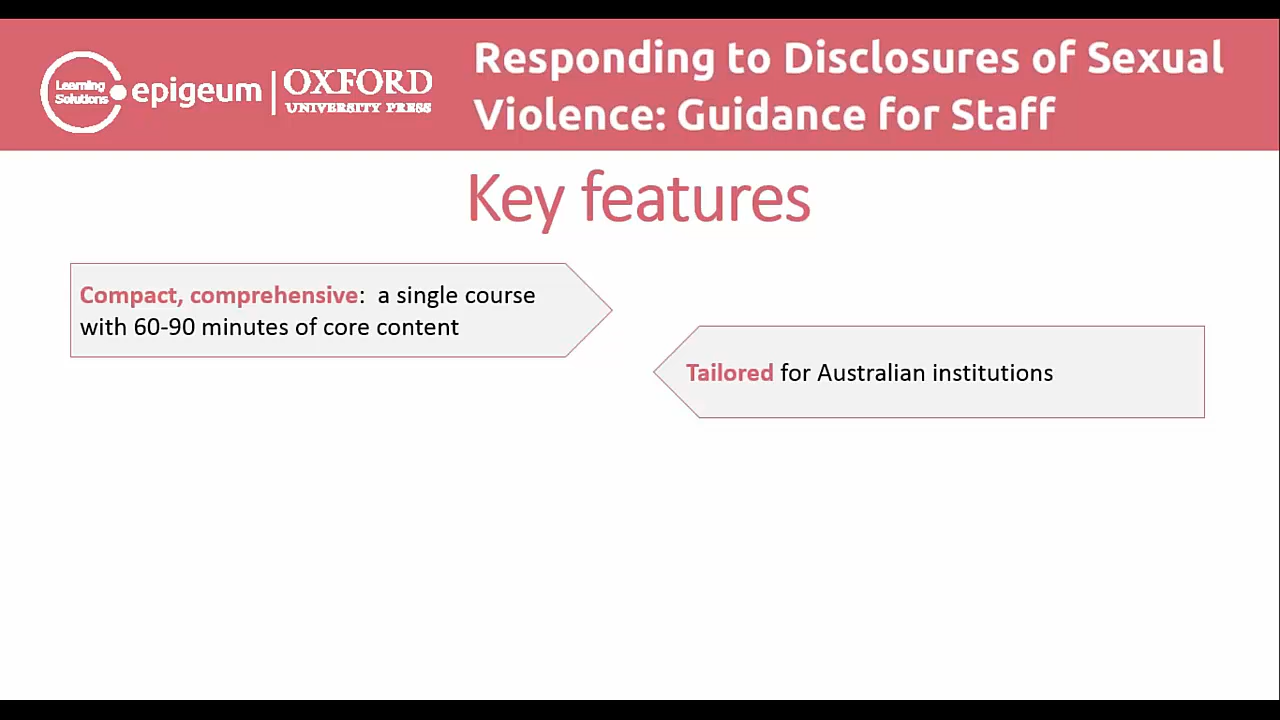 Learning
Solutions
epigeum
OXFORD
UNIVERSITY PRESS
Responding to Disclosures of Sexual
Violence: Guidance for Staff
Key features
Compact, comprehensive: a single course
with 60-90 minutes of core content
Tailored for Australian institutions